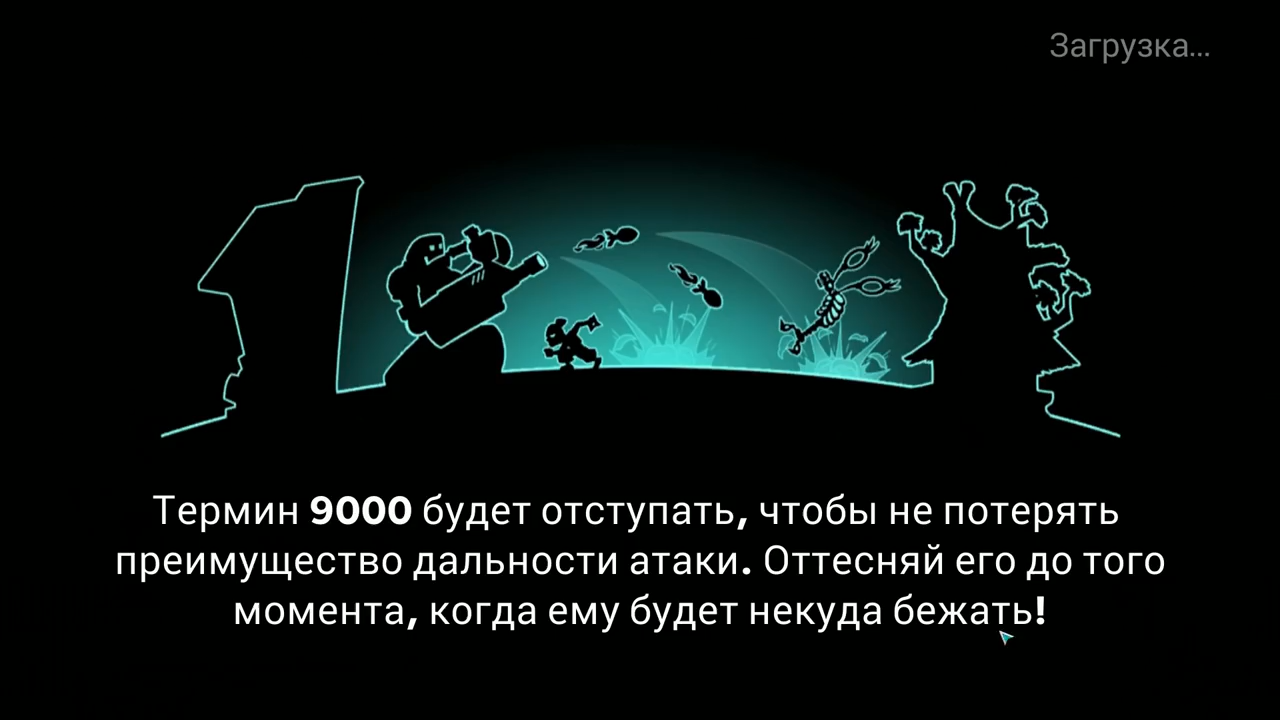 Загрузка...
Термин 9000 будет отступать, чтобы не потерять
преимущество дальности атаки. Оттесняй его до того
момента, когда ему будет некуда бежать!